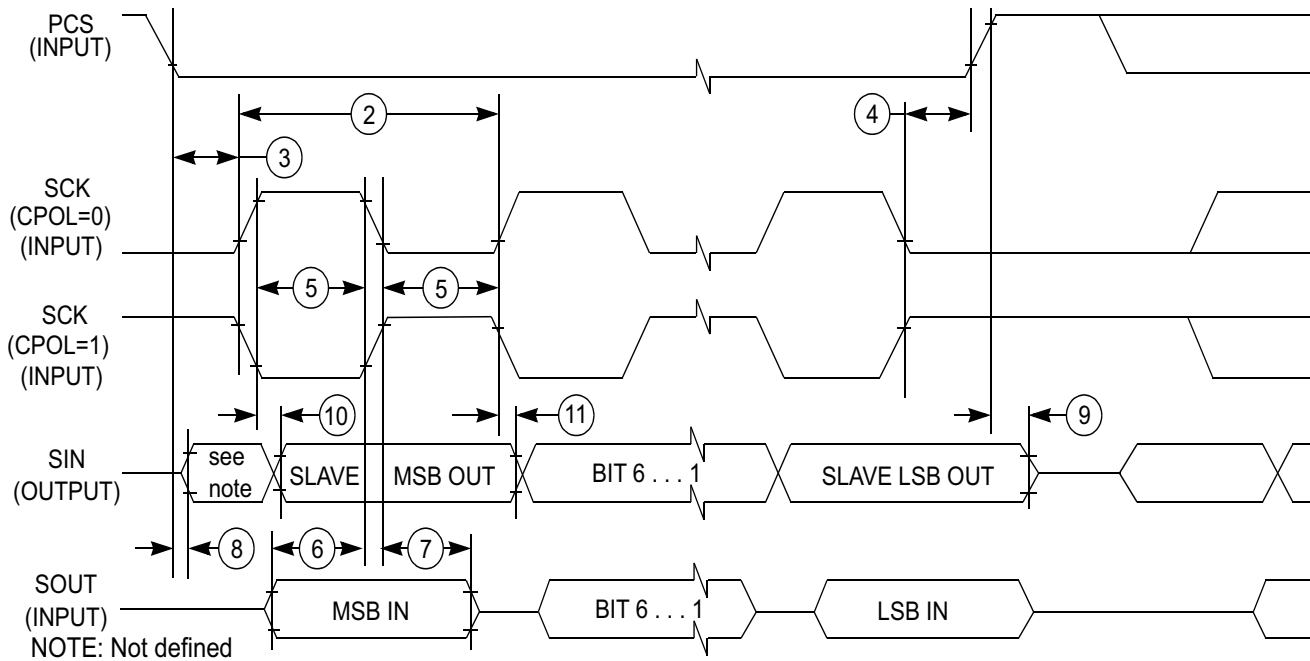 PCS
(INPUT)
2
4
3
SCK
(CPOL=0)
(INPUT)
5
5
SCK
(CPOL=1)
(INPUT)
10
11
9
SIN
(OUTPUT)
see
note
SLAVE
MSB OUT
BIT 6 . . . 1
SLAVE LSB OUT
8
6
7
SOUT
(INPUT)
MSB IN
BIT 6 . . . 1
LSB IN
NOTE: Not defined